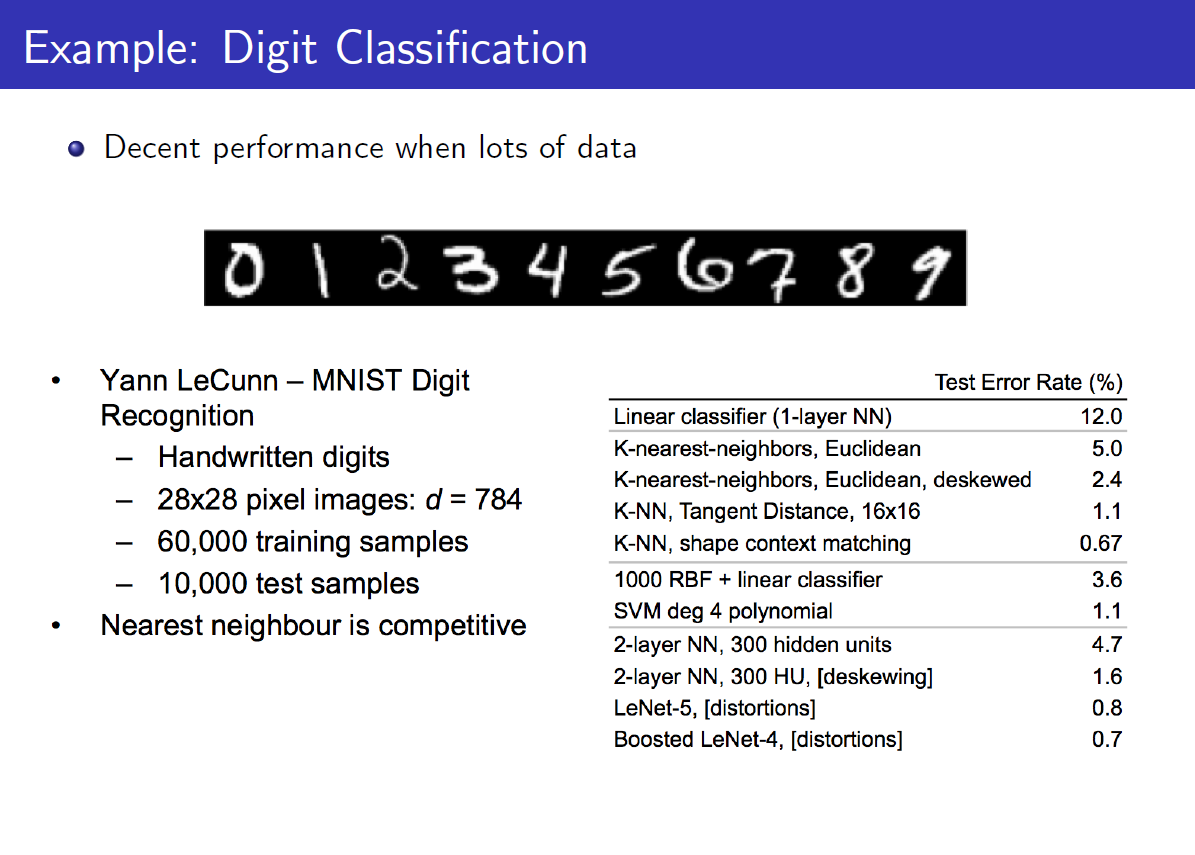 Example: Digit Classification
Decent performance when lots of data
0 1 2 3 4 5 6 7 8 9
• Yann LeCunn – MNIST Digit
Recognition
– Handwritten digits
– 28x28 pixel images: d = 784
– 60,000 training samples
– 10,000 test samples
• Nearest neighbour is competitive
Test Error Rate (%)
Linear classifier (1-layer NN) 12.0
K-nearest-neighbors, Euclidean 5.0
K-nearest-neighbors, Euclidean, deskewed 2.4
K-NN, Tangent Distance, 16x16 1.1
K-NN, shape context matching 0.67
1000 RBF + linear classifier 3.6
SVM deg 4 polynomial 1.1
2-layer NN, 300 hidden units 4.7
2-layer NN, 300 HU, [deskewing] 1.6
LeNet-5, [distortions] 0.8
Boosted LeNet-4, [distortions] 0.7